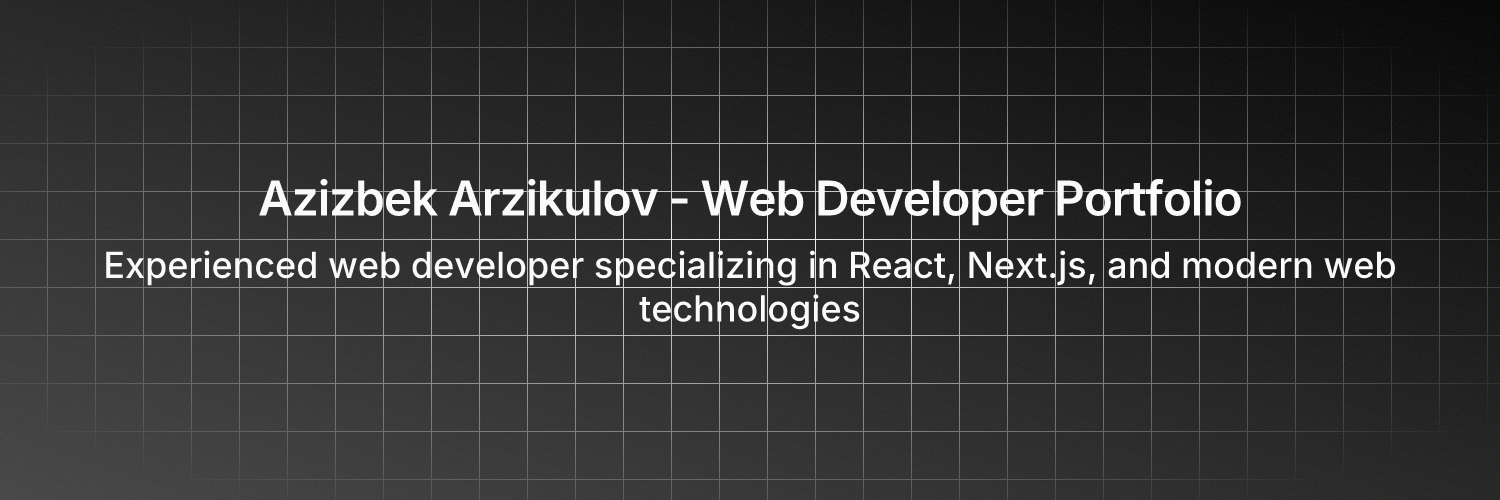 Azizbek Arzikulov - Web Developer Portfolio
Experienced web developer specializing in React, Next.js, and modern web
technologies